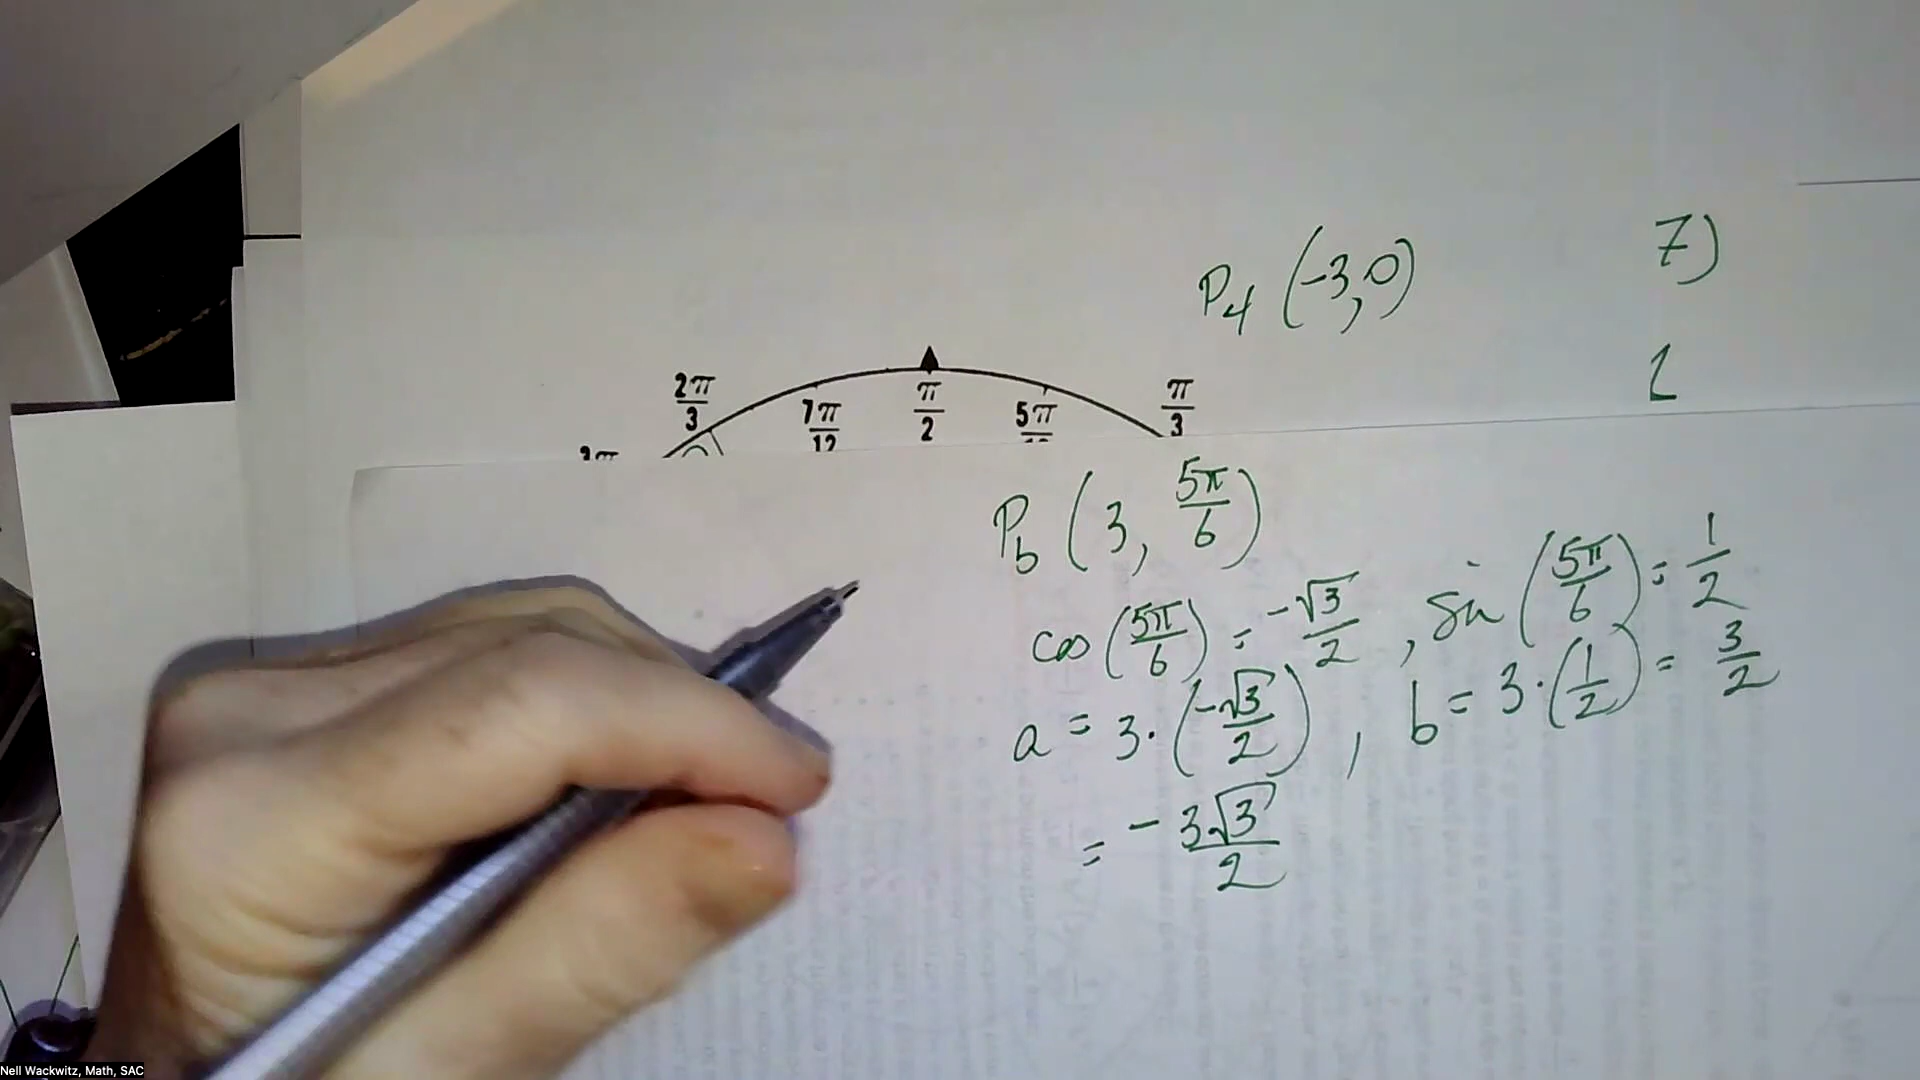 P₄ (-3,0)
7)
2π/3
7π/12
π/2
5π
π/3
P_b (3, 5π/6)
cos (5π/6) = -√3/2 , sin (5π/6) = 1/2
a = 3·(-√3/2) , b = 3·(1/2) = 3/2
= -3√3/2
Nell Wackwitz, Math, SAC